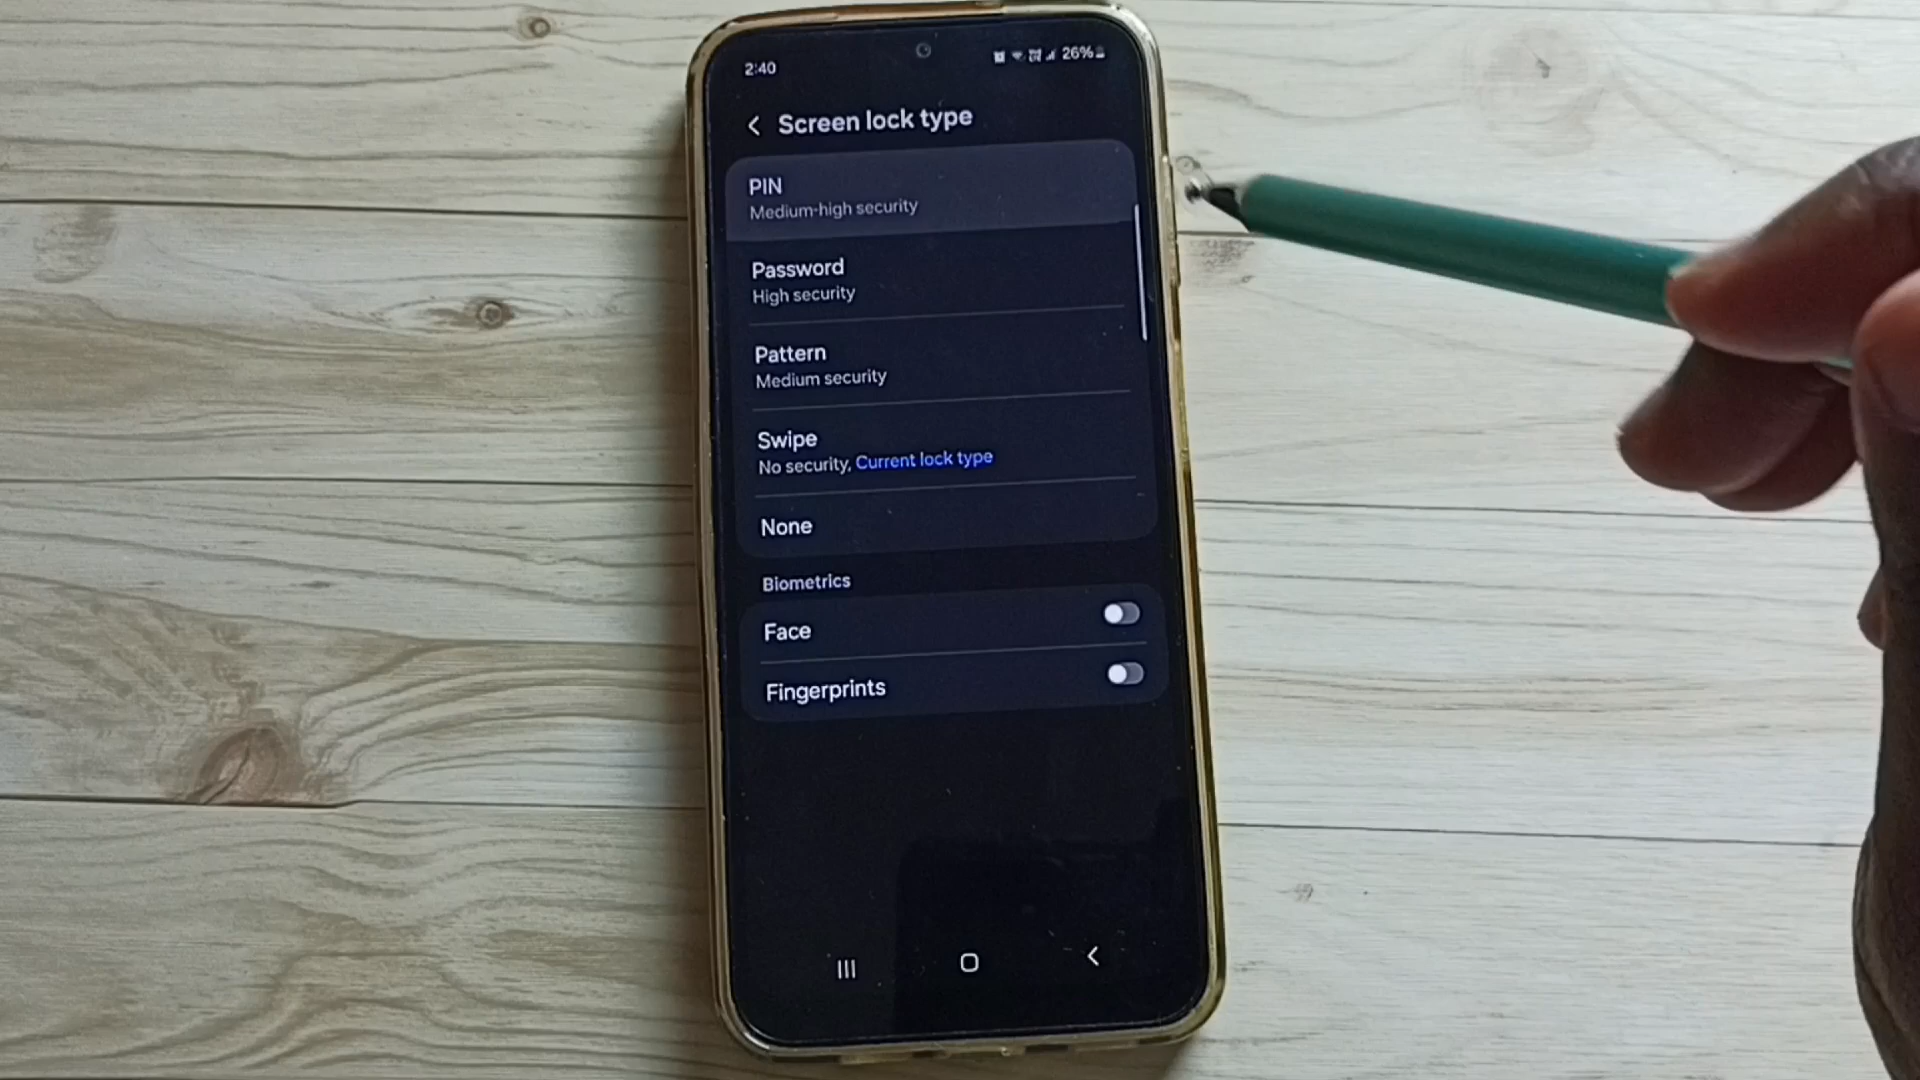 2:40
26%
Screen lock type
PIN
Medium-high security
Password
High security
Pattern
Medium security
Swipe
No security, Current lock type
None
Biometrics
Face
Fingerprints